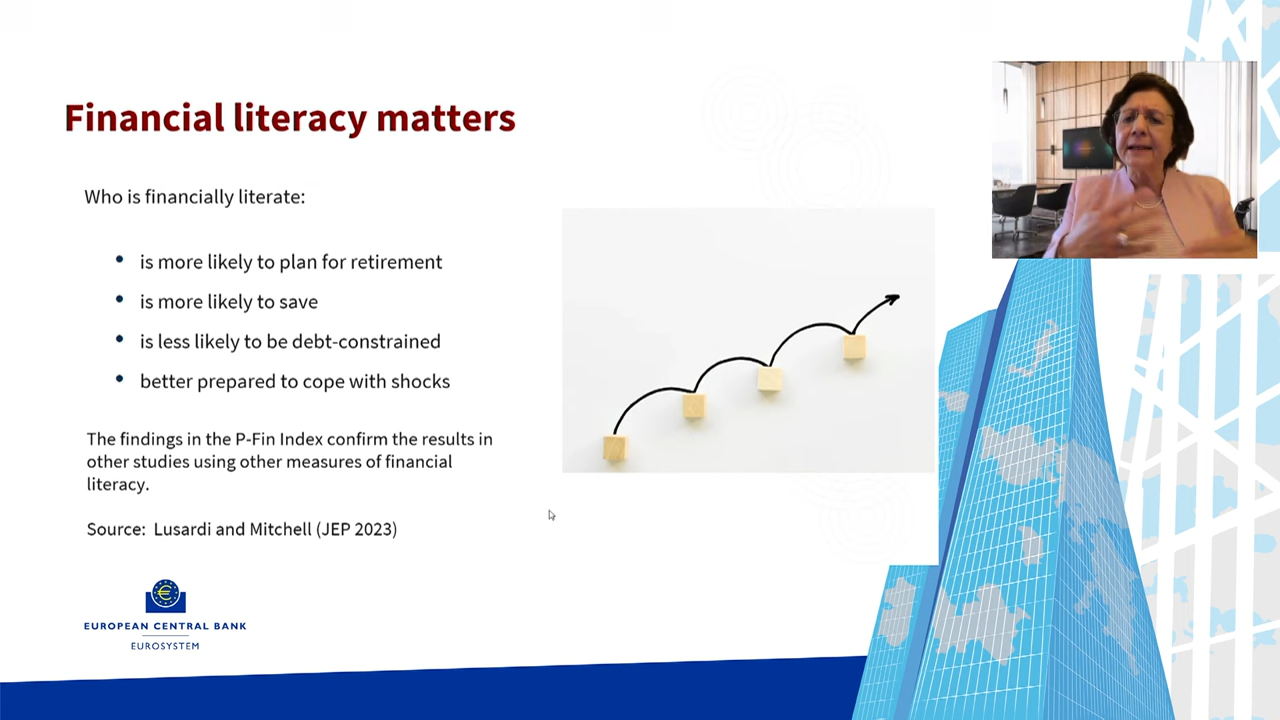 Financial literacy matters
Who is financially literate:
• is more likely to plan for retirement
• is more likely to save
• is less likely to be debt-constrained
• better prepared to cope with shocks
The findings in the P-Fin Index confirm the results in
other studies using other measures of financial
literacy.
Source: Lusardi and Mitchell (JEP 2023)
€
EUROPEAN CENTRAL BANK
EUROSYSTEM